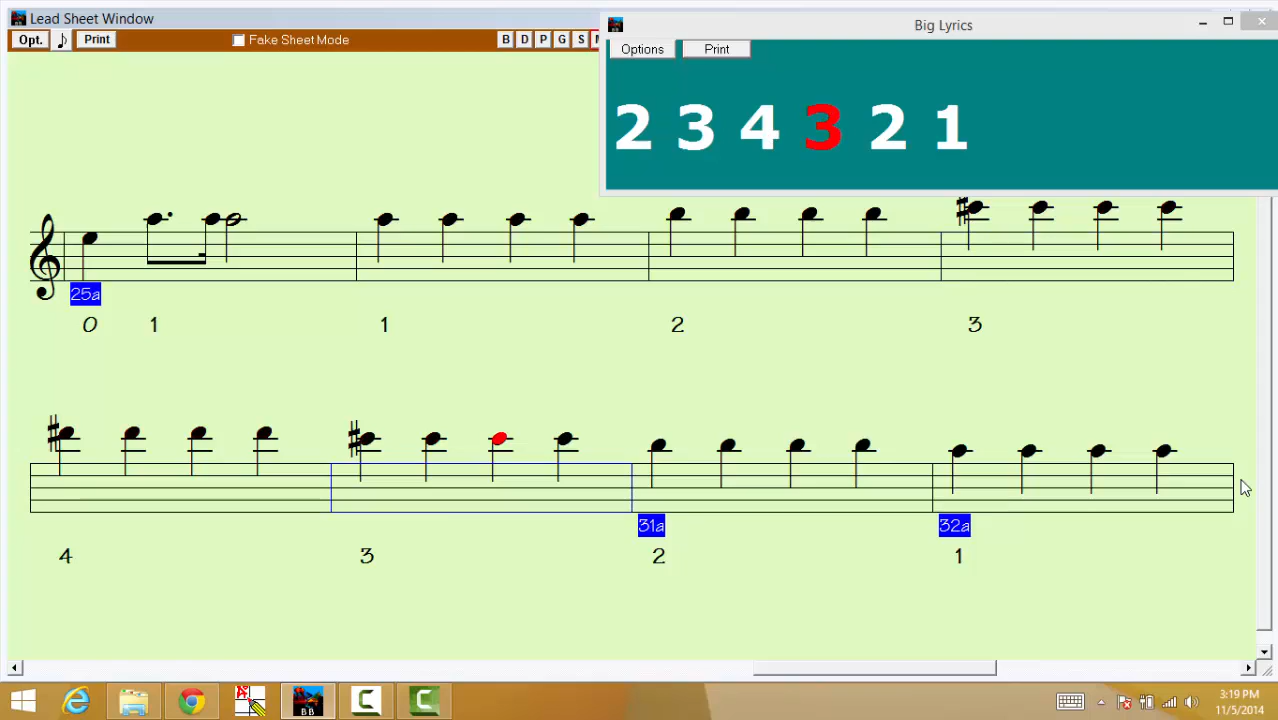 Lead Sheet Window
Big Lyrics
Opt. Print Fake Sheet Mode B D P G S
Options Print
2 3 4 3 2 1
25a
0 1 1 2 3
31a 32a
4 3 2 1
BB
3:19 PM
11/5/2014